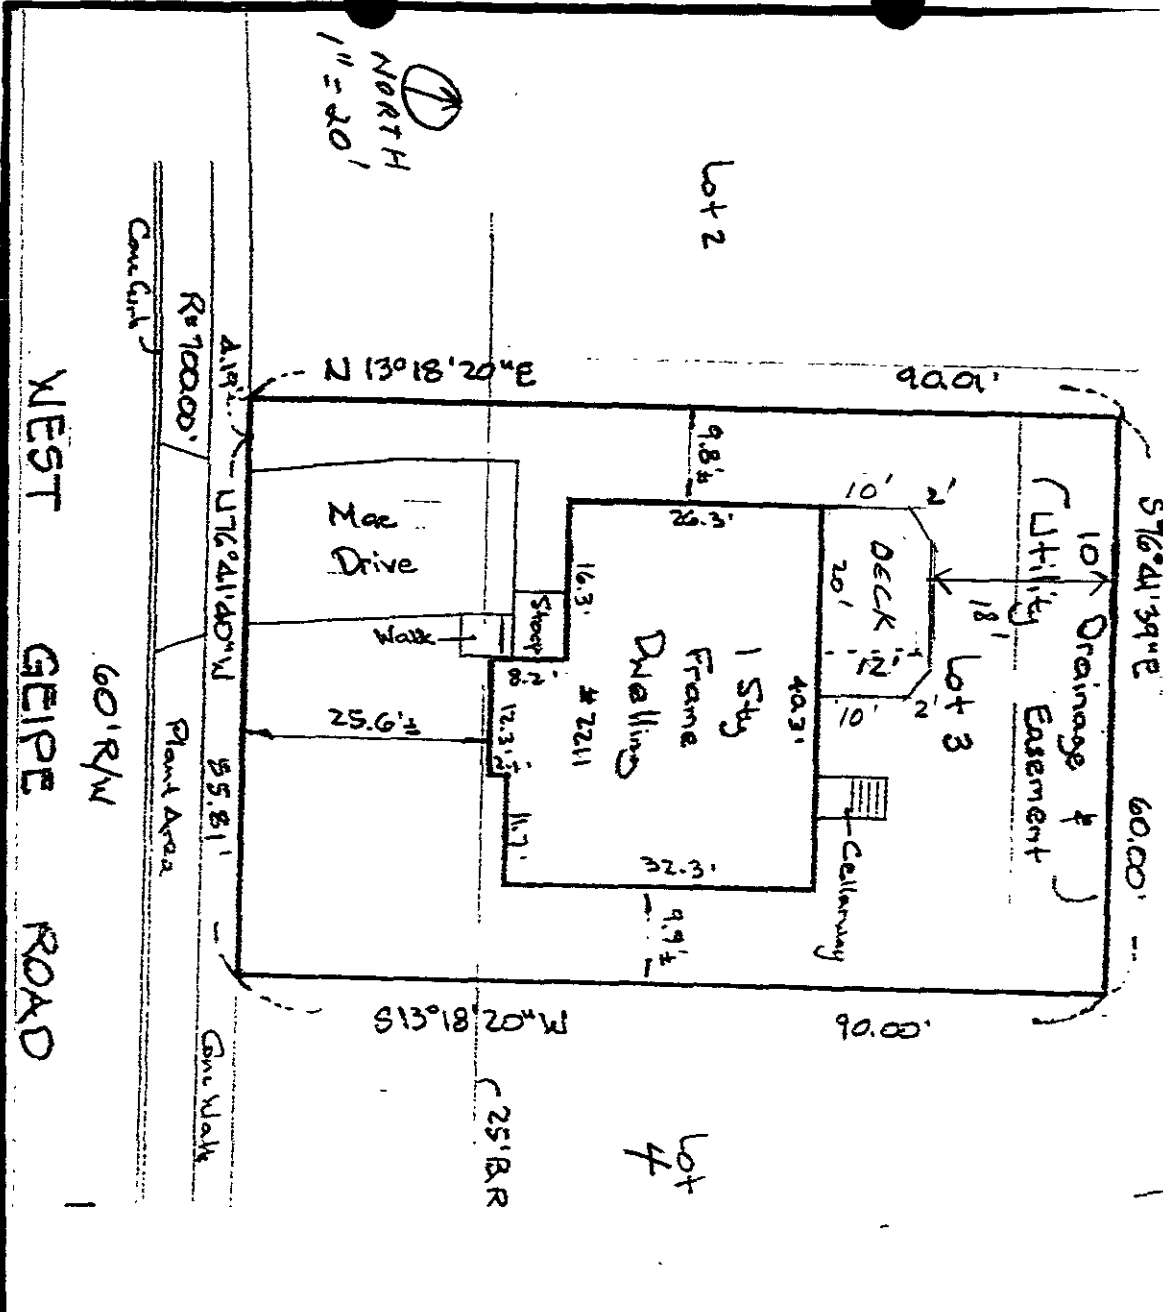 NORTH
1" = 20'
Lot 2
N 13°18'20"E
90.01'
S76°41'39"E
60.00'
10' Drainage &
Utility Easement
18'
Lot 3
10'
2'
DECK
20'
12'
10'
2'
Cellarway
9.8'±
26.3'
40.3'
1 Sty
Frame
Dwelling
#2211
16.3'
Stoop
8.2'
12.3'
11.7'
32.3'
9.9'±
Mac
Drive
Walk
25.6'±
S13°18'20"W
90.00'
25'BR
Lot
4
4.19'
N76°41'40"W 55.81'
R=700.00'
Conc Walk
Plant Area
Conc Curb
60'R/W
WEST GEIPE ROAD